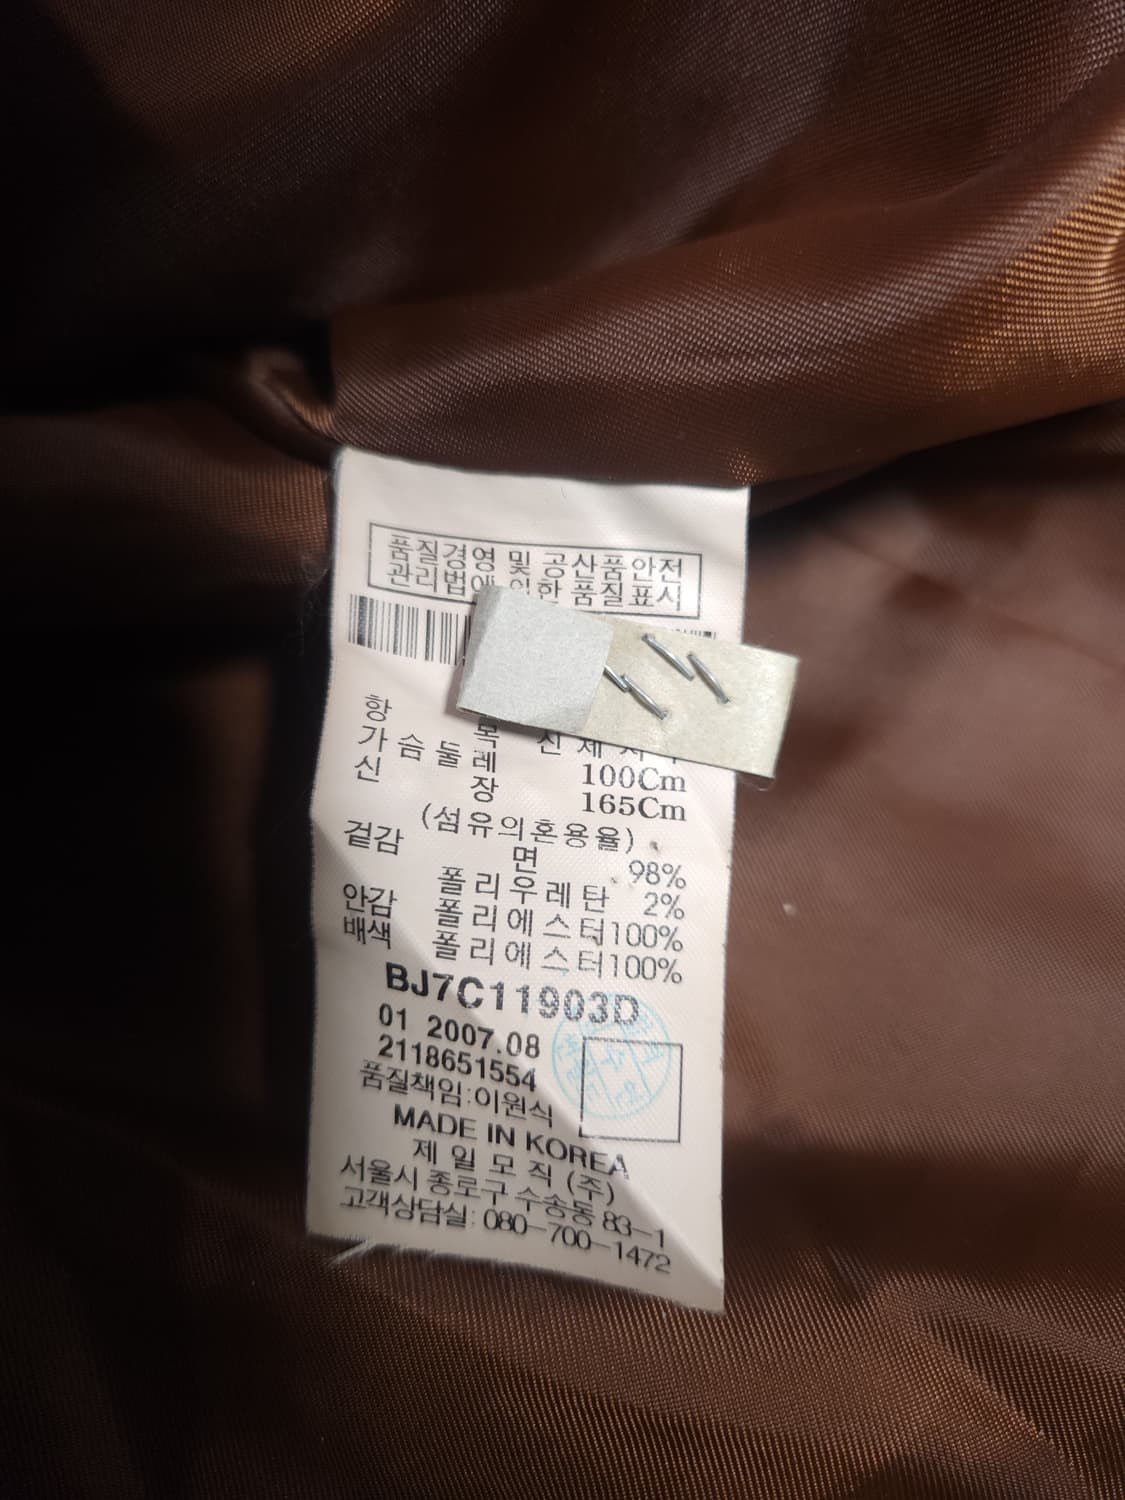 품질경영 및 공산품안전
관리법에 의한 품질표시
항 목 신체치수
가슴둘레 100Cm
신 장 165Cm
(섬유의혼용율)
겉감 면 98%
폴리우레탄 2%
안감 폴리에스터100%
배색 폴리에스터100%
BJ7C11903D
01 2007.08
2118651554
품질책임:이원식
MADE IN KOREA
제일모직(주)
서울시 종로구 수송동 83-1
고객상담실: 080-700-1472